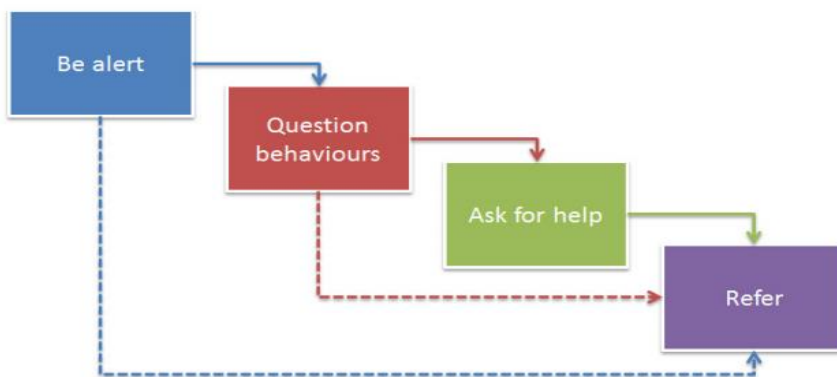 Be alert
Question
behaviours
Ask for help
Refer